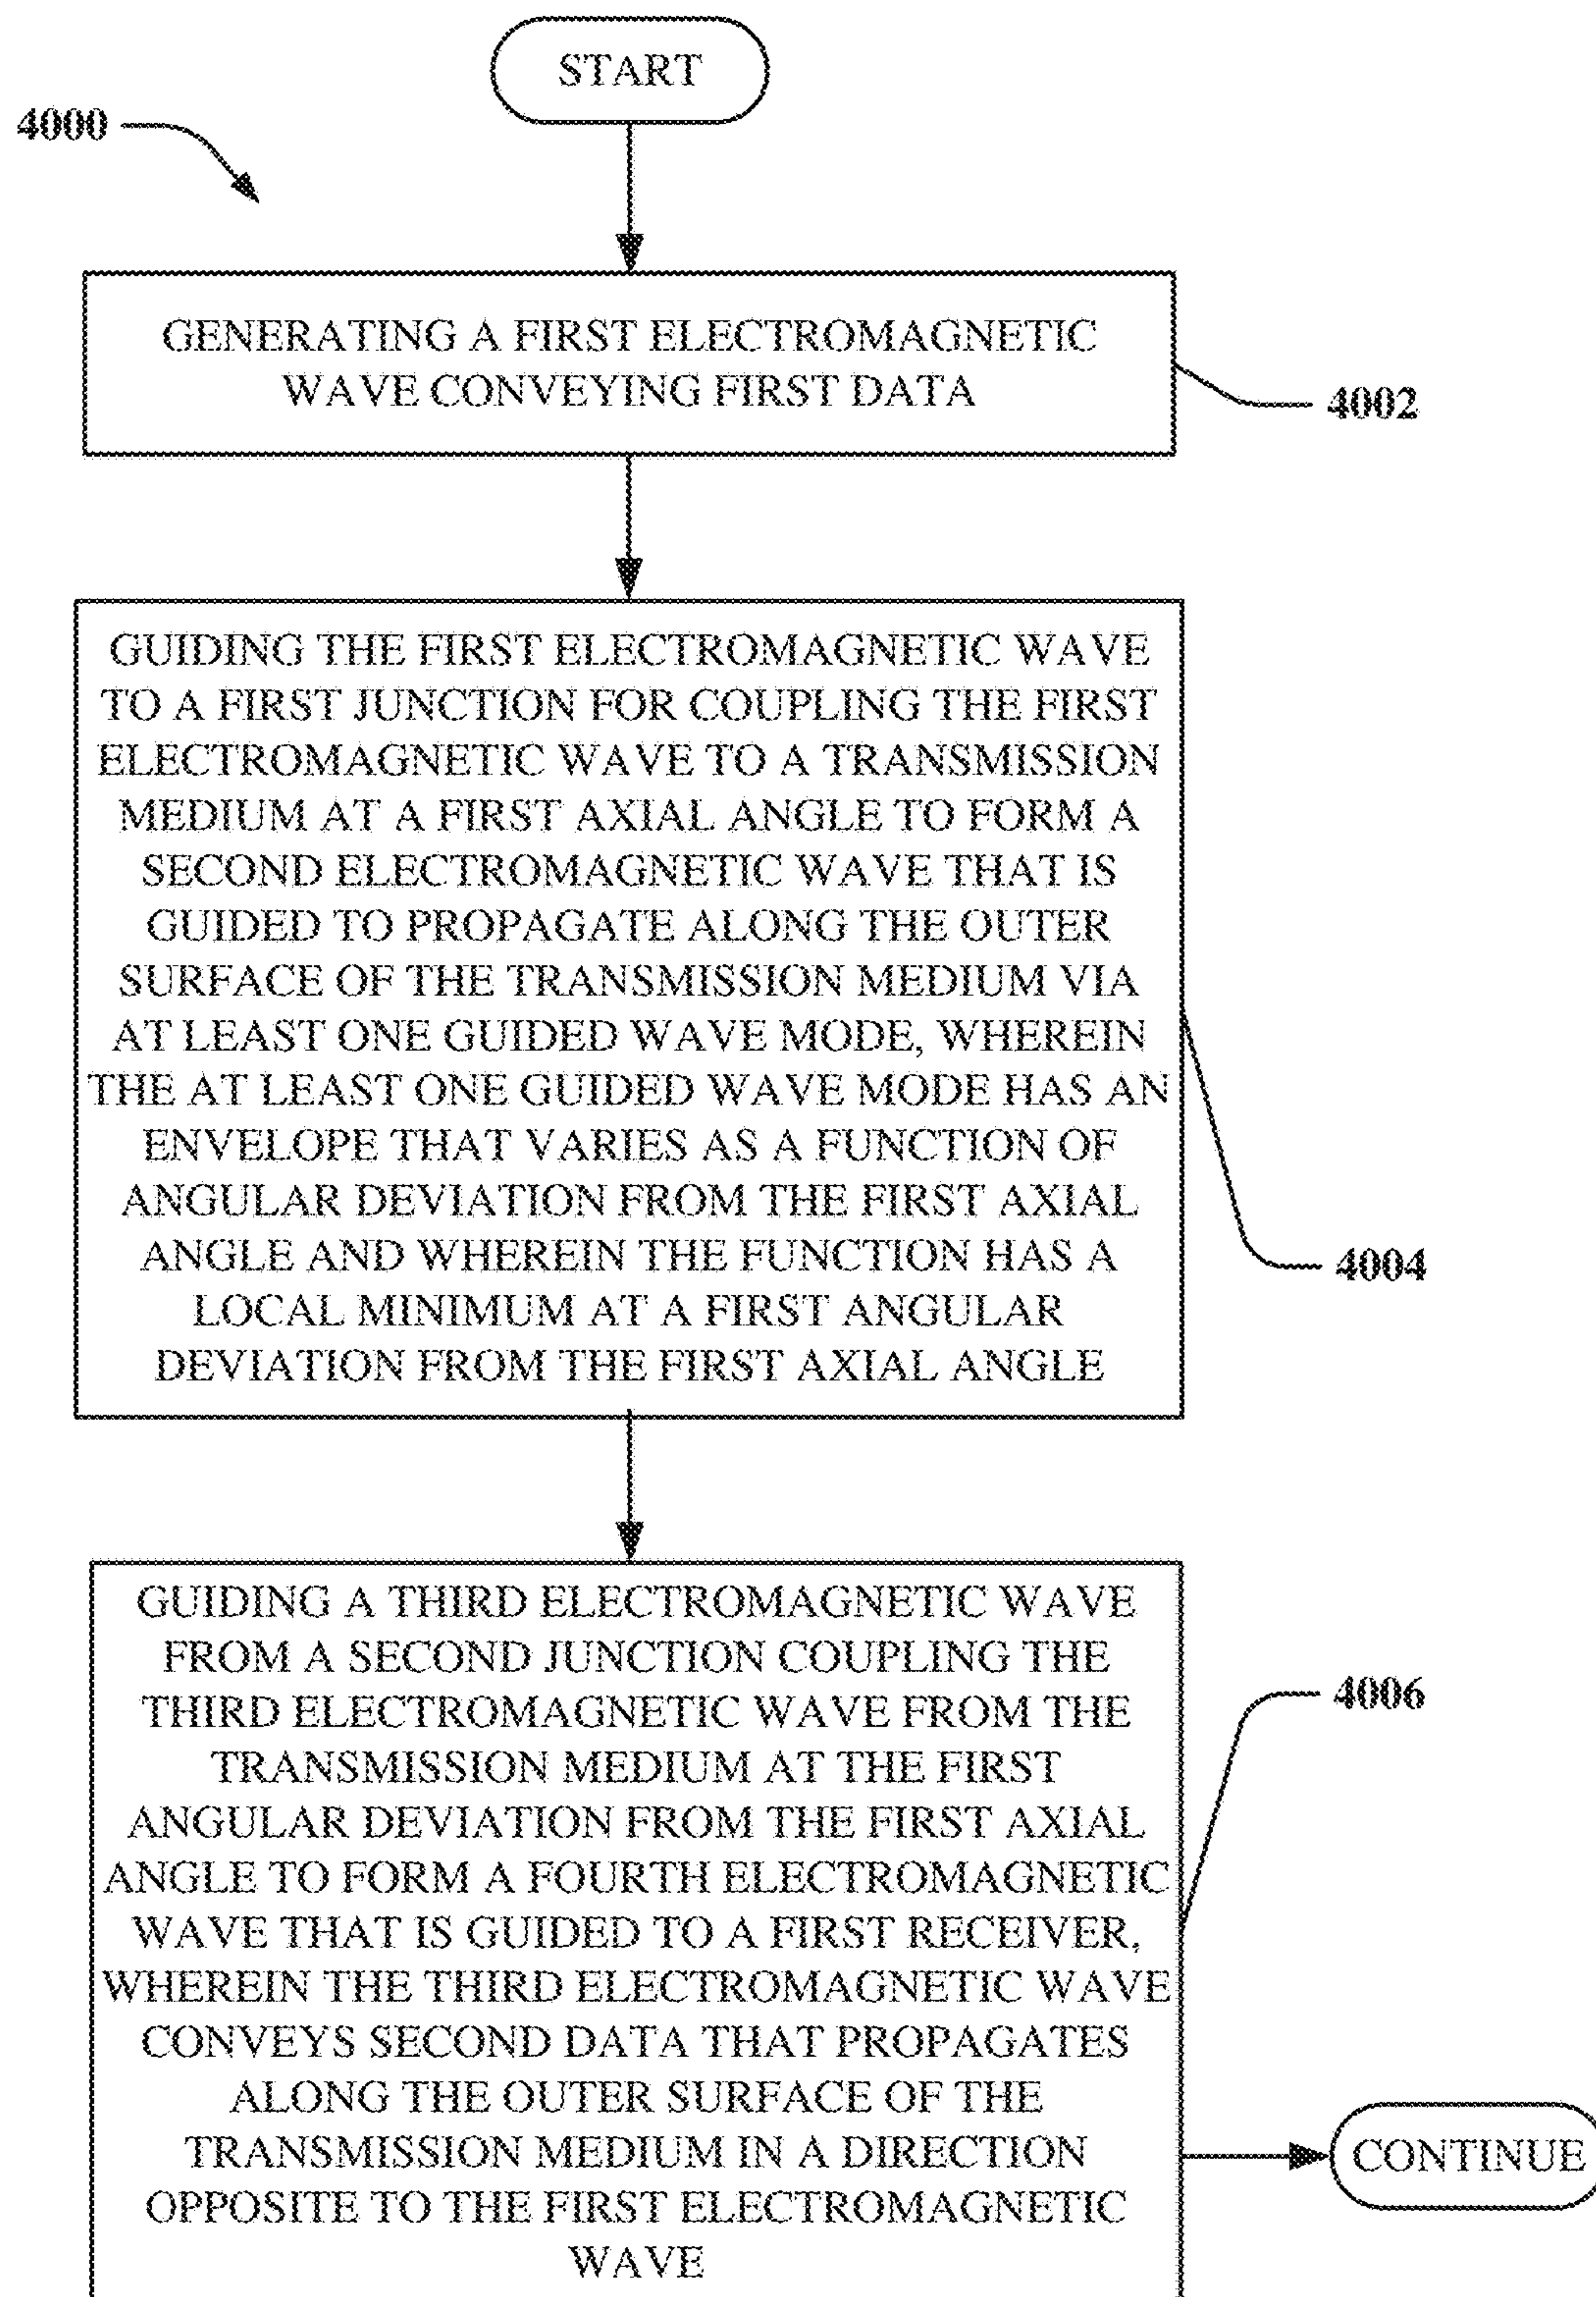 START
4000
GENERATING A FIRST ELECTROMAGNETIC
WAVE CONVEYING FIRST DATA
4002
GUIDING THE FIRST ELECTROMAGNETIC WAVE
TO A FIRST JUNCTION FOR COUPLING THE FIRST
ELECTROMAGNETIC WAVE TO A TRANSMISSION
MEDIUM AT A FIRST AXIAL ANGLE TO FORM A
SECOND ELECTROMAGNETIC WAVE THAT IS
GUIDED TO PROPAGATE ALONG THE OUTER
SURFACE OF THE TRANSMISSION MEDIUM VIA
AT LEAST ONE GUIDED WAVE MODE, WHEREIN
THE AT LEAST ONE GUIDED WAVE MODE HAS AN
ENVELOPE THAT VARIES AS A FUNCTION OF
ANGULAR DEVIATION FROM THE FIRST AXIAL
ANGLE AND WHEREIN THE FUNCTION HAS A
LOCAL MINIMUM AT A FIRST ANGULAR
DEVIATION FROM THE FIRST AXIAL ANGLE
4004
GUIDING A THIRD ELECTROMAGNETIC WAVE
FROM A SECOND JUNCTION COUPLING THE
THIRD ELECTROMAGNETIC WAVE FROM THE
TRANSMISSION MEDIUM AT THE FIRST
ANGULAR DEVIATION FROM THE FIRST AXIAL
ANGLE TO FORM A FOURTH ELECTROMAGNETIC
WAVE THAT IS GUIDED TO A FIRST RECEIVER,
WHEREIN THE THIRD ELECTROMAGNETIC WAVE
CONVEYS SECOND DATA THAT PROPAGATES
ALONG THE OUTER SURFACE OF THE
TRANSMISSION MEDIUM IN A DIRECTION
OPPOSITE TO THE FIRST ELECTROMAGNETIC
WAVE
4006
CONTINUE